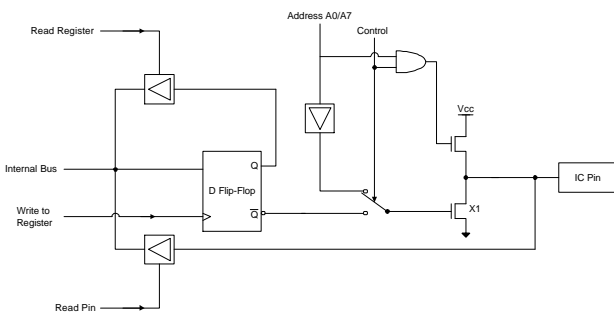 Address A0/A7
Read Register
Control
Vcc
Internal Bus
Q
D Flip-Flop
IC Pin
Write to
Register
Q
X1
Read Pin